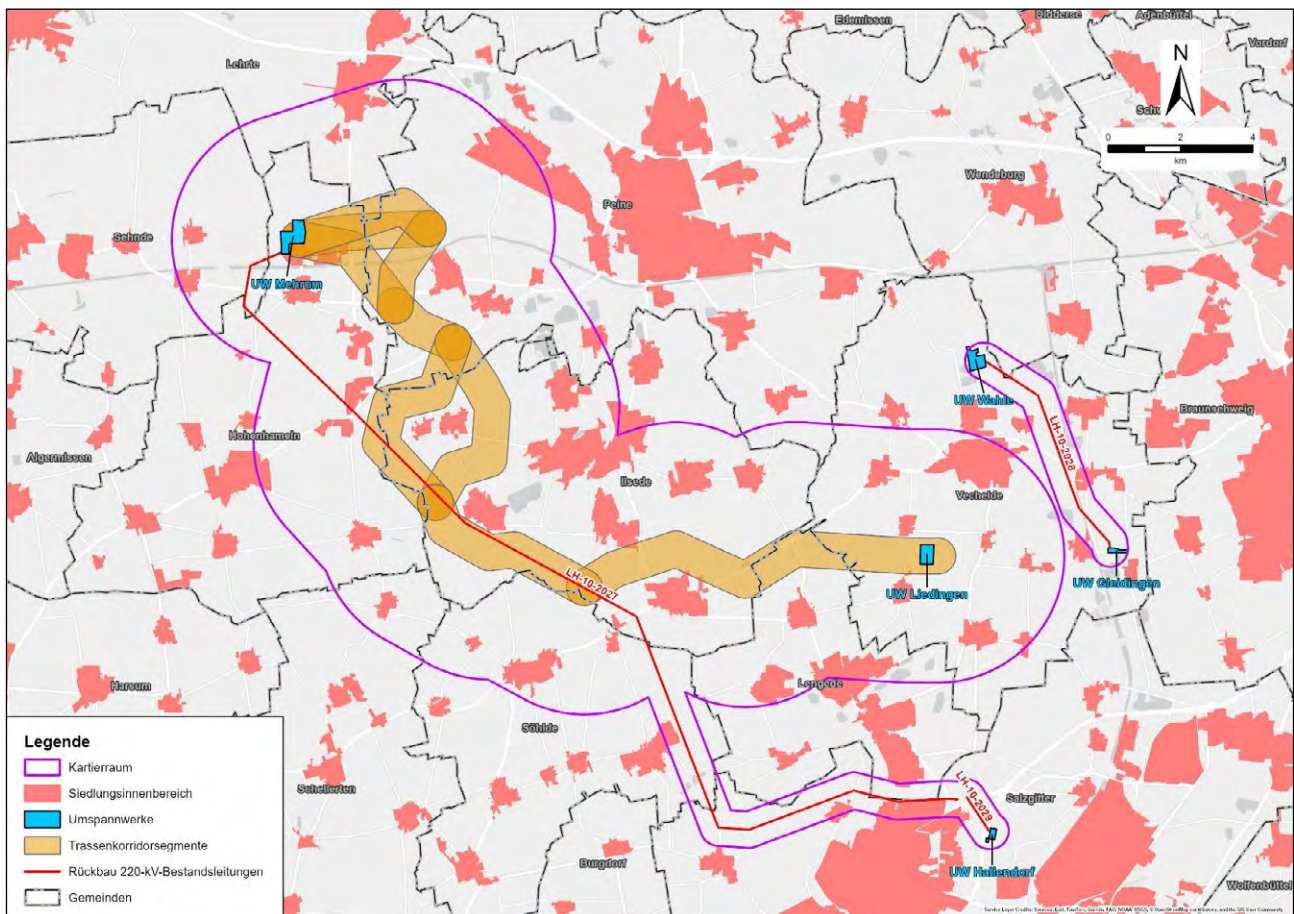 Edemissen
Didderse
Adenbüttel
Vordorf
Lehrte
N
0 2 4
km
Wendeburg
Peine
Sehnde
UW Mehrum
UW Wahle
LH-10-2028
Braunschweig
Hohenhameln
Algermissen
Ilsede
Vechelde
UW Liedingen
UW Gleidingen
LH-10-2027
Harsum
Lengede
Söhlde
Schellerten
LH-10-2029
Salzgitter
UW Hallendorf
Burgdorf
Wolfenbüttel
Legende
Kartierraum
Siedlungsinnenbereich
Umspannwerke
Trassenkorridorsegmente
Rückbau 220-kV-Bestandsleitungen
Gemeinden